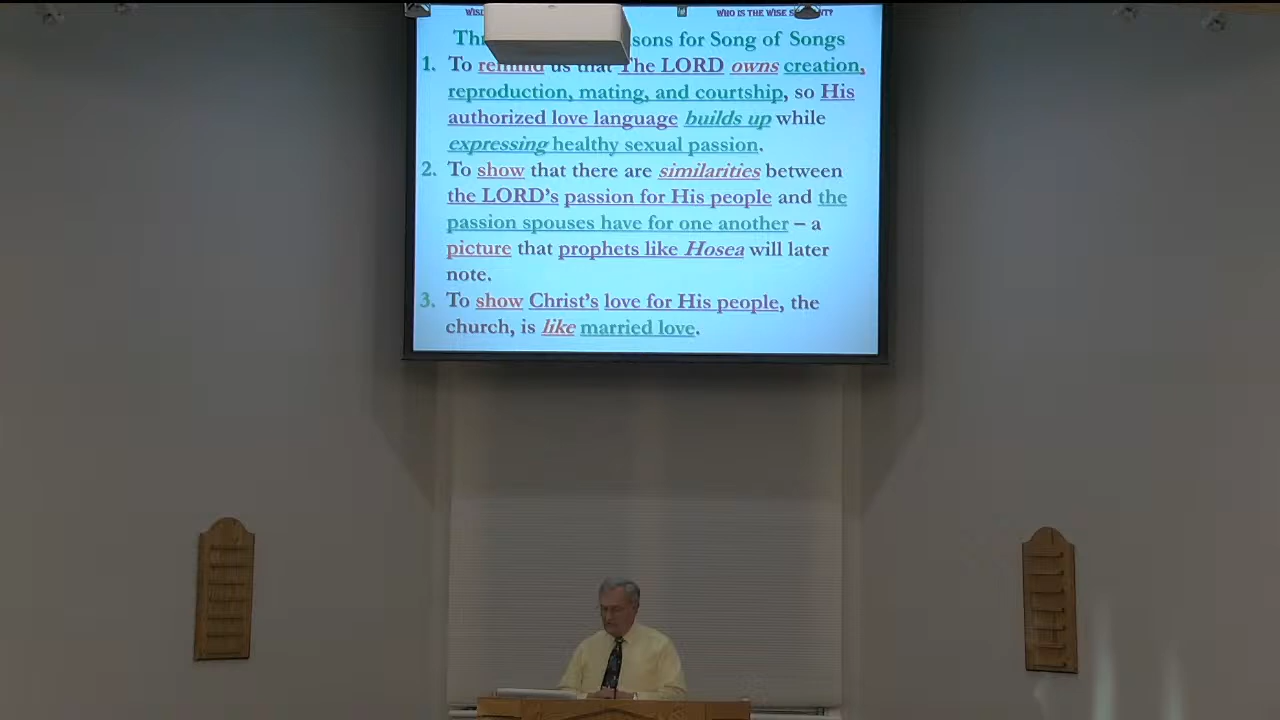 WHO IS THE WISE
sons for Song of Songs
1. To remind us that The LORD owns creation,
reproduction, mating, and courtship, so His
authorized love language builds up while
expressing healthy sexual passion.
2. To show that there are similarities between
the LORD's passion for His people and the
passion spouses have for one another – a
picture that prophets like Hosea will later
note.
3. To show Christ's love for His people, the
church, is like married love.